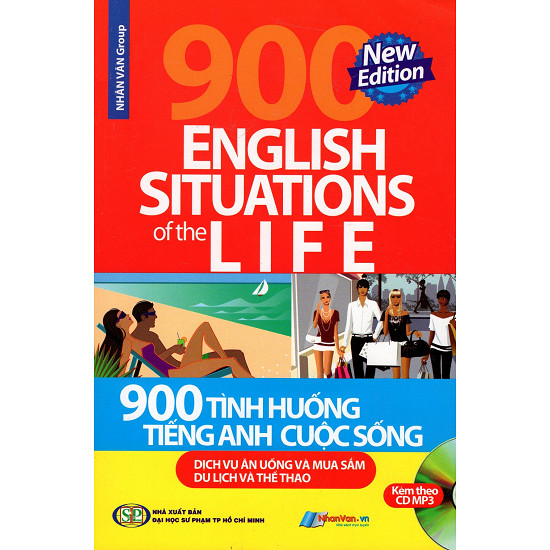 NHÂN VĂN Group
900
New
Edition
ENGLISH
SITUATIONS
of the LIFE
900 TÌNH HUỐNG
TIẾNG ANH CUỘC SỐNG
DỊCH VỤ ĂN UỐNG VÀ MUA SẮM
DU LỊCH VÀ THỂ THAO
Kèm theo
CD MP3
NHÀ XUẤT BẢN
ĐẠI HỌC SƯ PHẠM TP HỒ CHÍ MINH
NhanVan.vn